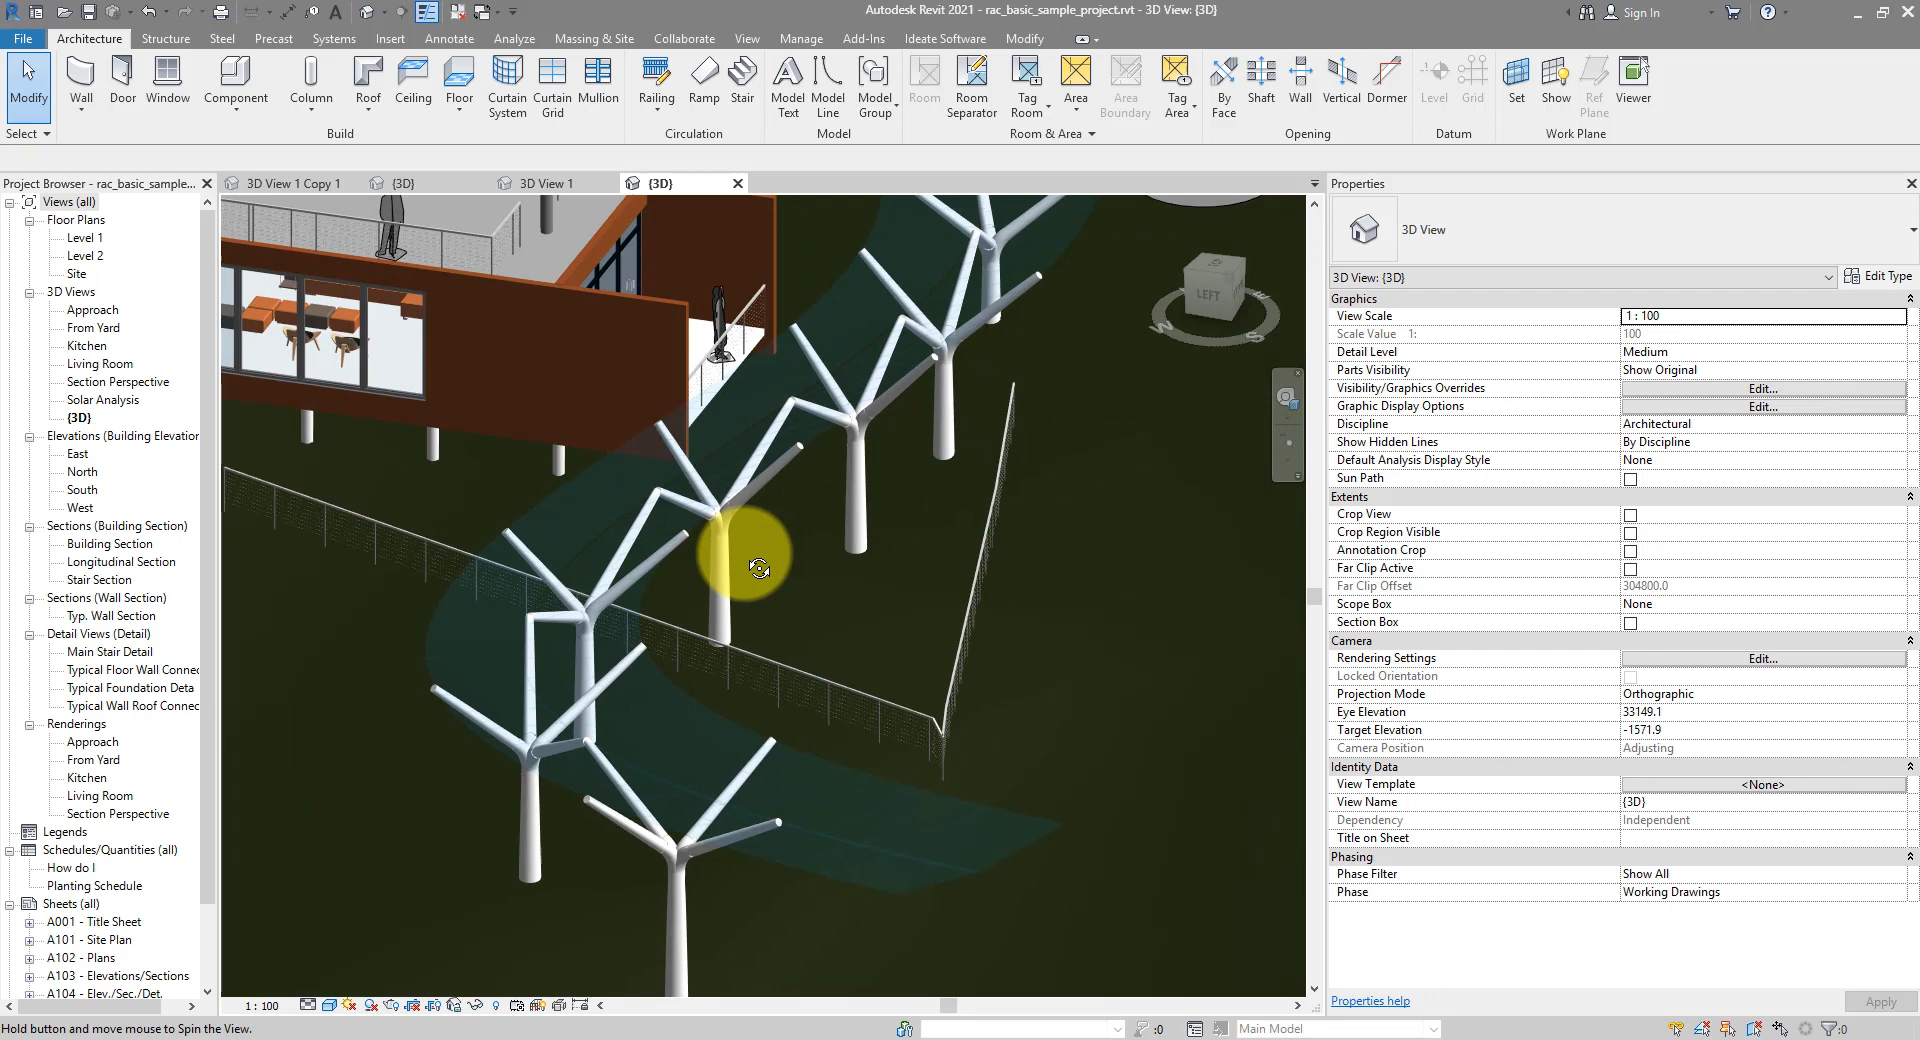 Autodesk Revit 2021 - rac_basic_sample_project.rvt - 3D View: {3D}
Sign In
File Architecture Structure Steel Precast Systems Insert Annotate Analyze Massing & Site Collaborate View Manage Add-Ins Ideate Software Modify
Modify Wall Door Window Component Column Roof Ceiling Floor Curtain System Curtain Grid Mullion Railing Ramp Stair Model Text Model Line Model Group Room Room Separator Tag Room Area Area Boundary Tag Area By Face Shaft Wall Vertical Dormer Level Grid Set Show Ref Plane Viewer
Select Build Circulation Model Room & Area Opening Datum Work Plane
Project Browser - rac_basic_sample...
3D View 1 Copy 1 {3D} 3D View 1 {3D}
Views (all)
Floor Plans
Level 1
Level 2
Site
3D Views
Approach
From Yard
Kitchen
Living Room
Section Perspective
Solar Analysis
{3D}
Elevations (Building Elevation
East
North
South
West
Sections (Building Section)
Building Section
Longitudinal Section
Stair Section
Sections (Wall Section)
Typ. Wall Section
Detail Views (Detail)
Main Stair Detail
Typical Floor Wall Connec
Typical Foundation Deta
Typical Wall Roof Connec
Renderings
Approach
From Yard
Kitchen
Living Room
Section Perspective
Legends
Schedules/Quantities (all)
How do I
Planting Schedule
Sheets (all)
A001 - Title Sheet
A101 - Site Plan
A102 - Plans
A103 - Elevations/Sections
A104 - Elev./Sec./Det.
LEFT
W
S
E
Properties
3D View
3D View: {3D} Edit Type
Graphics
View Scale 1 : 100
Scale Value 1: 100
Detail Level Medium
Parts Visibility Show Original
Visibility/Graphics Overrides Edit...
Graphic Display Options Edit...
Discipline Architectural
Show Hidden Lines By Discipline
Default Analysis Display Style None
Sun Path
Extents
Crop View
Crop Region Visible
Annotation Crop
Far Clip Active
Far Clip Offset 304800.0
Scope Box None
Section Box
Camera
Rendering Settings Edit...
Locked Orientation
Projection Mode Orthographic
Eye Elevation 33149.1
Target Elevation -1571.9
Camera Position Adjusting
Identity Data
View Template <None>
View Name {3D}
Dependency Independent
Title on Sheet
Phasing
Phase Filter Show All
Phase Working Drawings
Properties help Apply
1 : 100
Hold button and move mouse to Spin the View.
:0
Main Model
:0